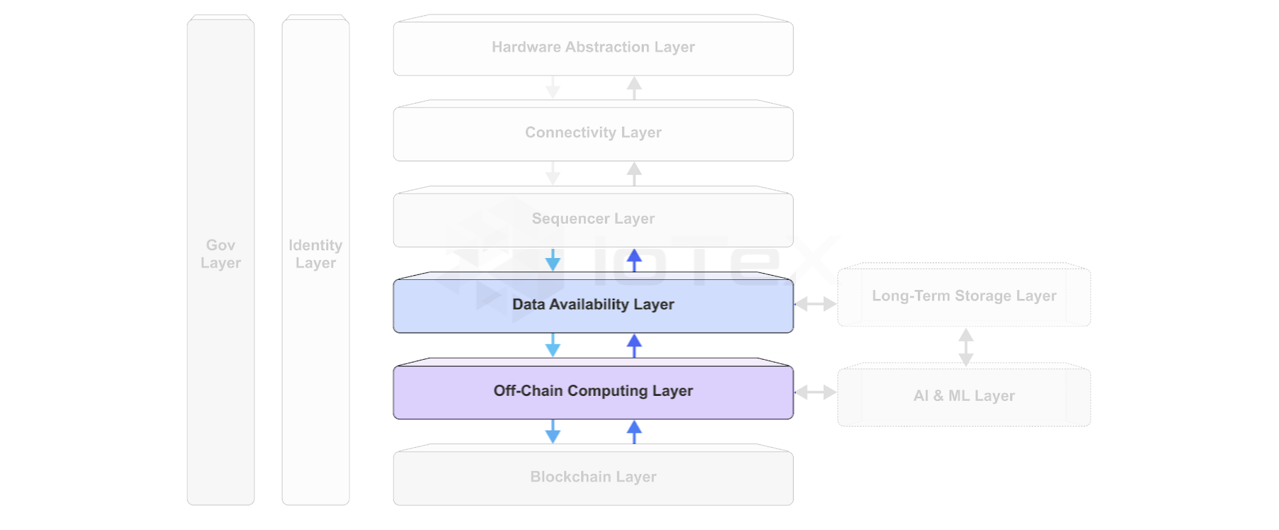 Hardware Abstraction Layer
Connectivity Layer
Sequencer Layer
Gov
Layer
Identity
Layer
IoTeX
Data Availability Layer
Long-Term Storage Layer
Off-Chain Computing Layer
AI & ML Layer
Blockchain Layer